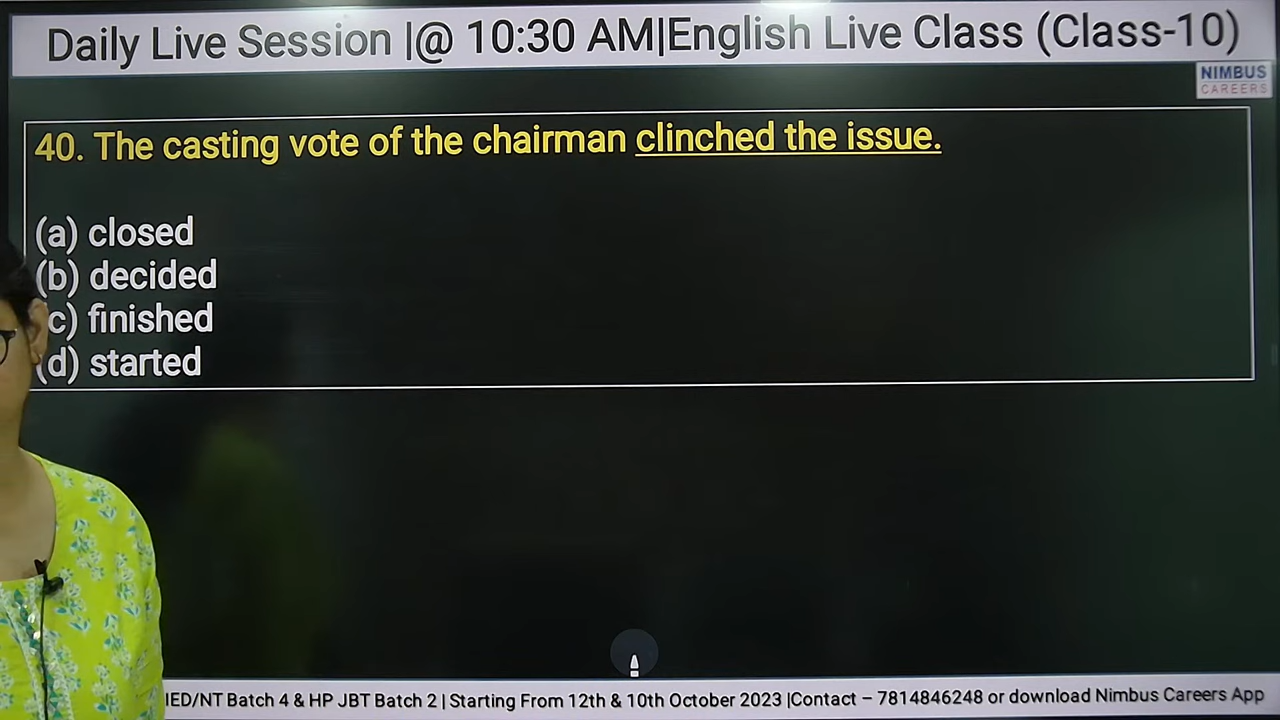 Daily Live Session |@ 10:30 AM|English Live Class (Class-10)
NIMBUS
CAREERS
40. The casting vote of the chairman clinched the issue.
(a) closed
(b) decided
c) finished
(d) started
IED/NT Batch 4 & HP JBT Batch 2 | Starting From 12th & 10th October 2023 |Contact – 7814846248 or download Nimbus Careers App